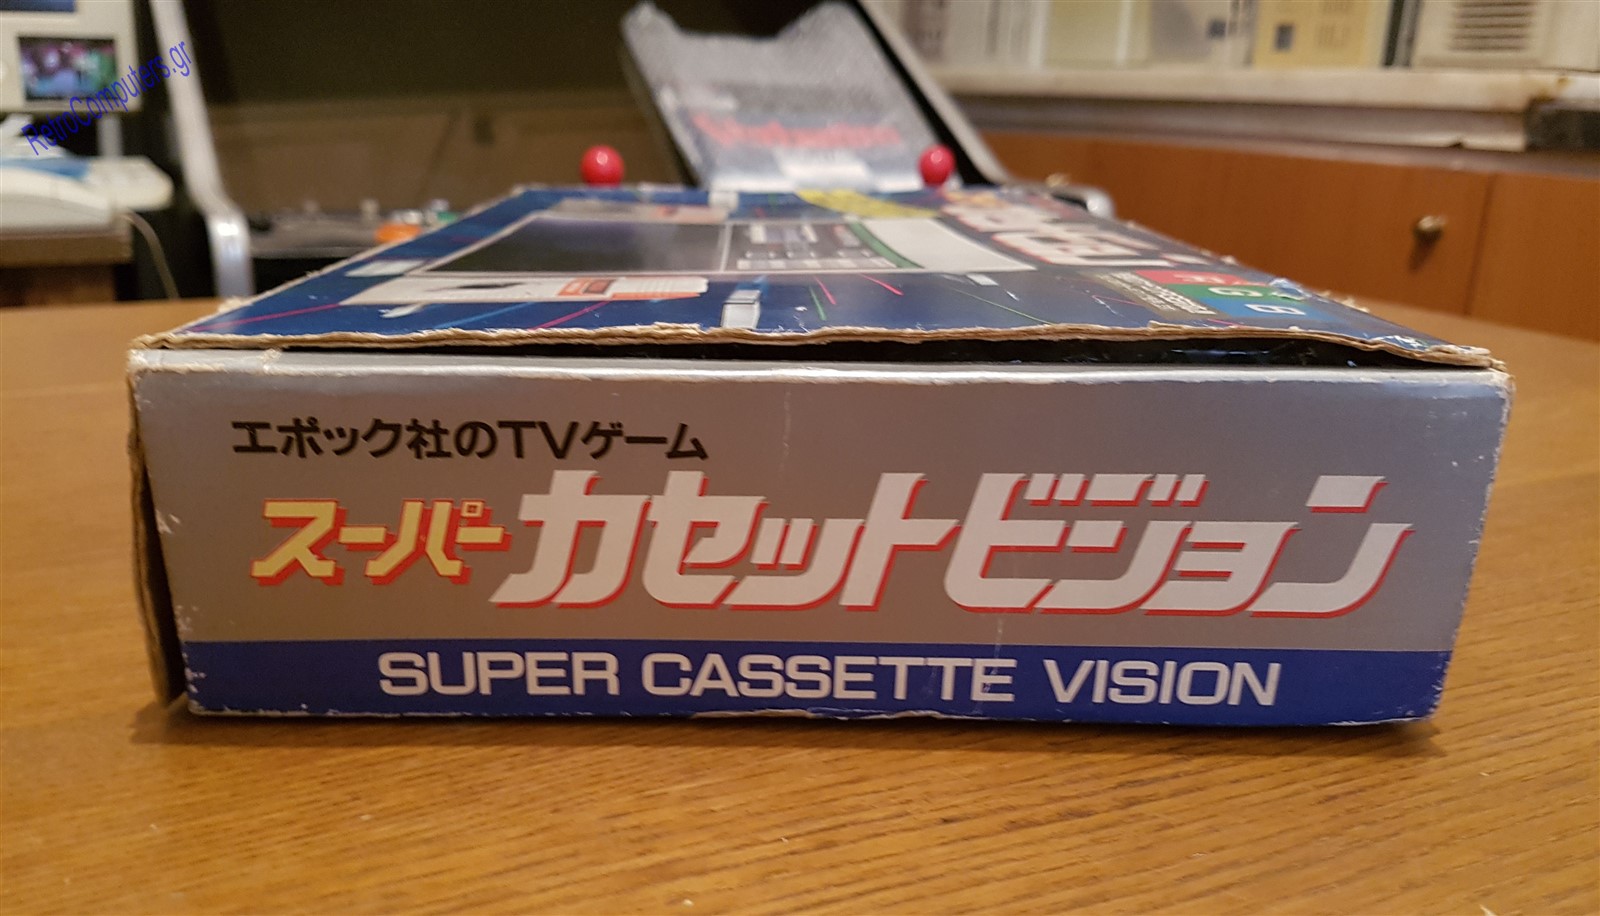 RetroComputers.gr
エポック社のTVゲーム
スーパーカセットビジョン
SUPER CASSETTE VISION